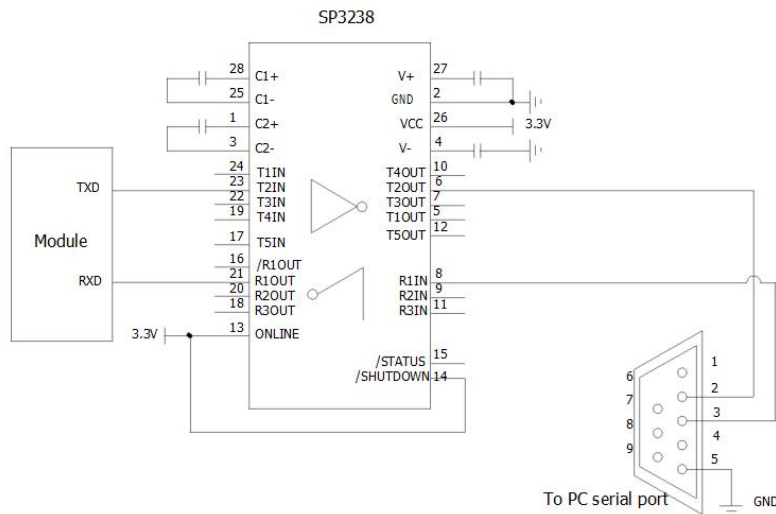 SP3238
28 C1+ V+ 27
25 C1- GND 2
1 C2+ VCC 26 3.3V
3 C2- V- 4
24 T1IN T4OUT 10
TXD 23 T2IN T2OUT 6
22 T3IN T3OUT 7
19 T4IN T1OUT 5
17 T5IN T5OUT 12
Module
16 /R1OUT
RXD 21 R1OUT R1IN 8
20 R2OUT R2IN 9
18 R3OUT R3IN 11
3.3V 13 ONLINE
/STATUS 15
/SHUTDOWN 14
1
6
2
7
3
8
4
9
5
To PC serial port
GND